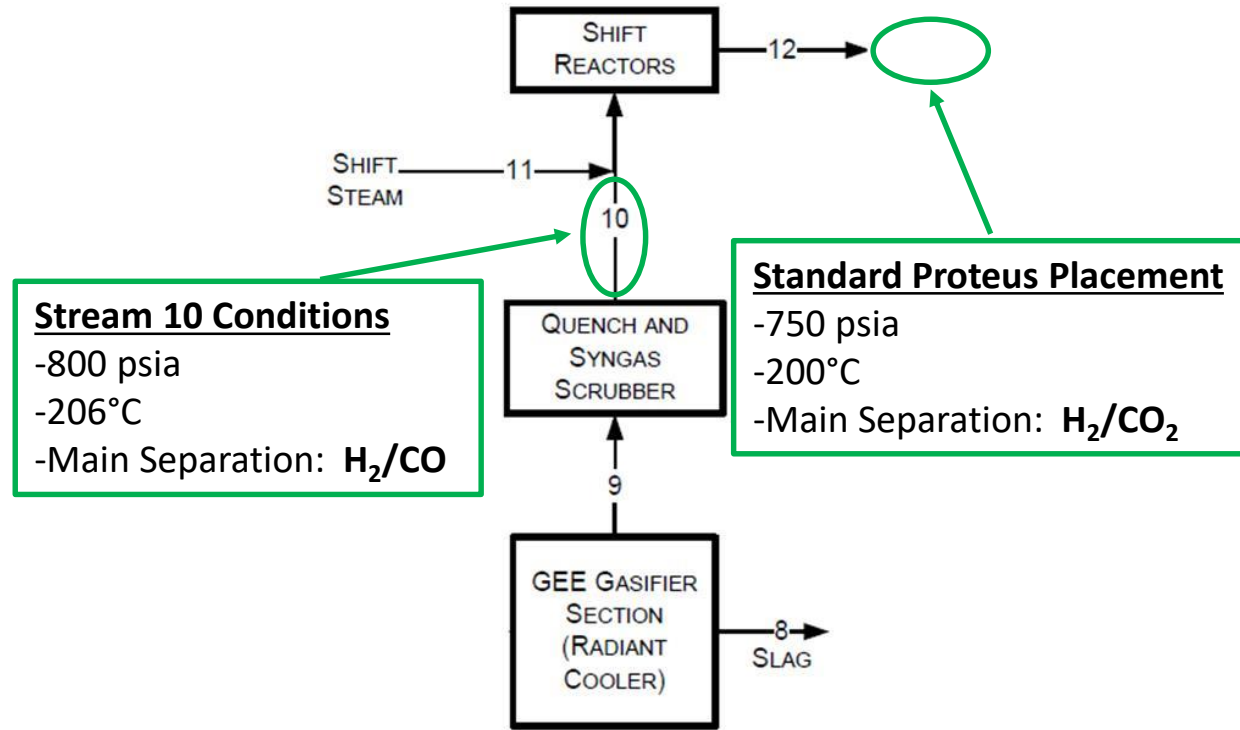 SHIFT
REACTORS
12
SHIFT
STEAM
11
10
Stream 10 Conditions
-800 psia
-206°C
-Main Separation: H₂/CO
Standard Proteus Placement
-750 psia
-200°C
-Main Separation: H₂/CO₂
QUENCH AND
SYNGAS
SCRUBBER
9
GEE GASIFIER
SECTION
(RADIANT
COOLER)
8
SLAG